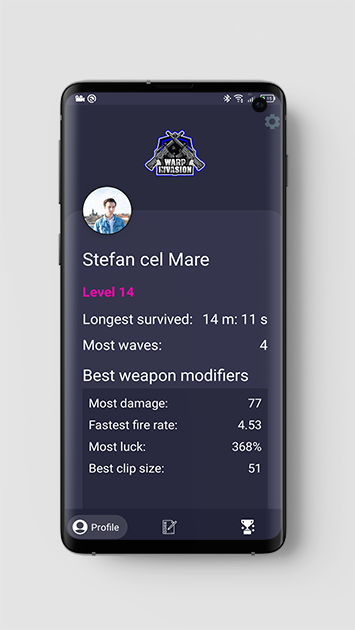 WARP
INVASION
Stefan cel Mare
Level 14
Longest survived: 14 m: 11 s
Most waves: 4
Best weapon modifiers
Most damage: 77
Fastest fire rate: 4.53
Most luck: 368%
Best clip size: 51
Profile